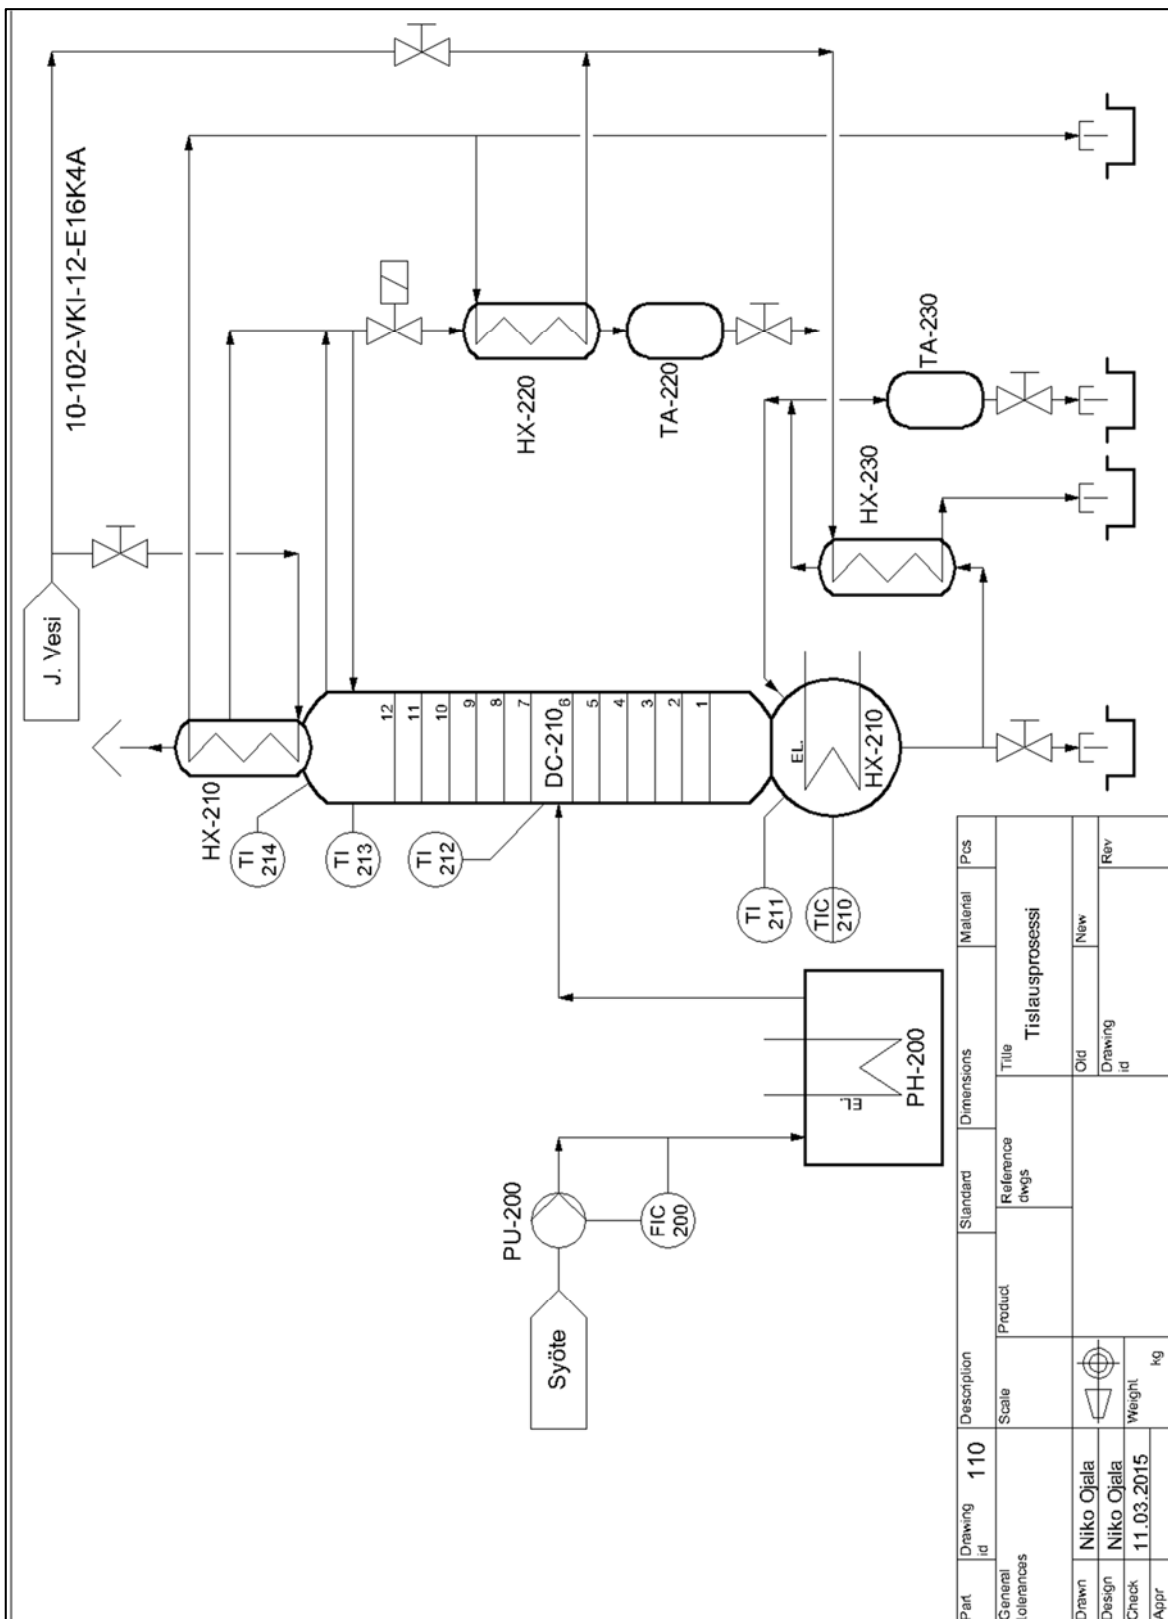 J. Vesi
10-102-VKI-12-E16K4A
HX-210
TI
214
TI
213
TI
212
12
11
10
9
8
7
DC-210
6
5
4
3
2
1
HX-220
TA-220
HX-230
TA-230
EL.
HX-210
TI
211
TIC
210
Syöte
PU-200
FIC
200
EL.
PH-200
Part
Drawing
id
110
Description
Standard
Dimensions
Material
Pcs
General
tolerances
Scale
Product
Reference
dwgs
Title
Tislausprosessi
Drawn
Niko Ojala
Design
Niko Ojala
Check
11.03.2015
Appr
Weight
kg
Old
New
Drawing
id
Rev